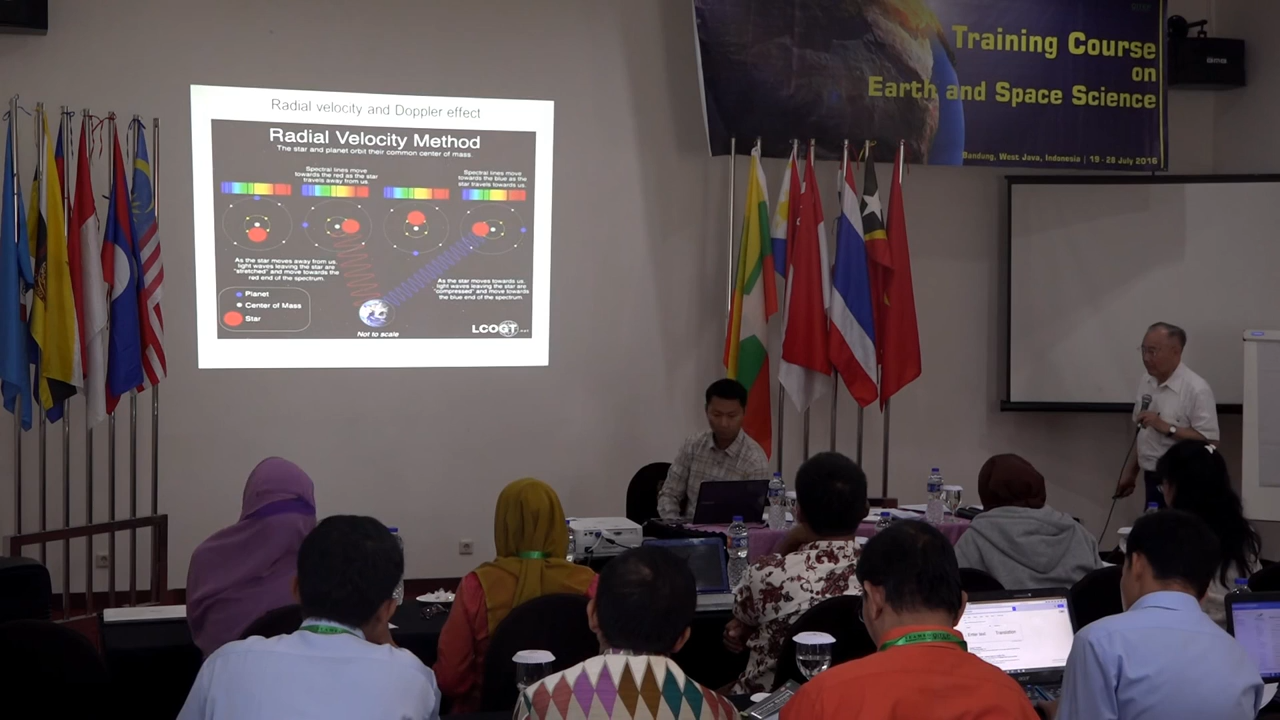 Radial velocity and Doppler effect
Radial Velocity Method
The star and planet orbit their common center of mass.
Spectral lines move
towards the red as the star
travels away from us.
Spectral lines move
towards the blue as the star
travels towards us.
As the star moves away from us,
light waves leaving the star are
"stretched" and move towards the
red end of the spectrum.
As the star moves towards us,
light waves leaving the star are
"compressed" and move towards
the blue end of the spectrum.
Planet
Center of Mass
Star
Not to scale
LCOGT.net
Training Course
on
Earth and Space Science
Bandung, West Java, Indonesia | 19 - 28 July 2016
Enter text
Translation